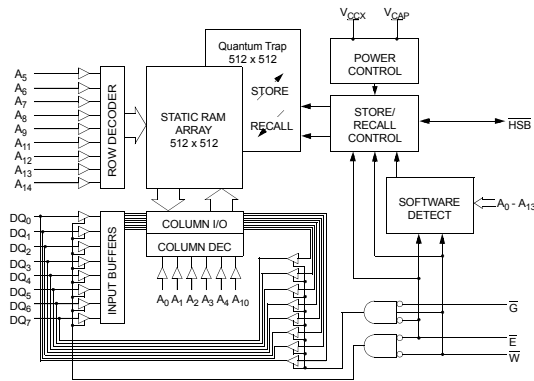 VCCX
VCAP
Quantum Trap
512 x 512
POWER
CONTROL
STORE
RECALL
STORE/
RECALL
CONTROL
HSB
A5
A6
A7
A8
A9
A11
A12
A13
A14
ROW DECODER
STATIC RAM
ARRAY
512 x 512
SOFTWARE
DETECT
A0 - A13
DQ0
DQ1
DQ2
DQ3
DQ4
DQ5
DQ6
DQ7
INPUT BUFFERS
COLUMN I/O
COLUMN DEC
A0 A1 A2 A3 A4 A10
G
E
W